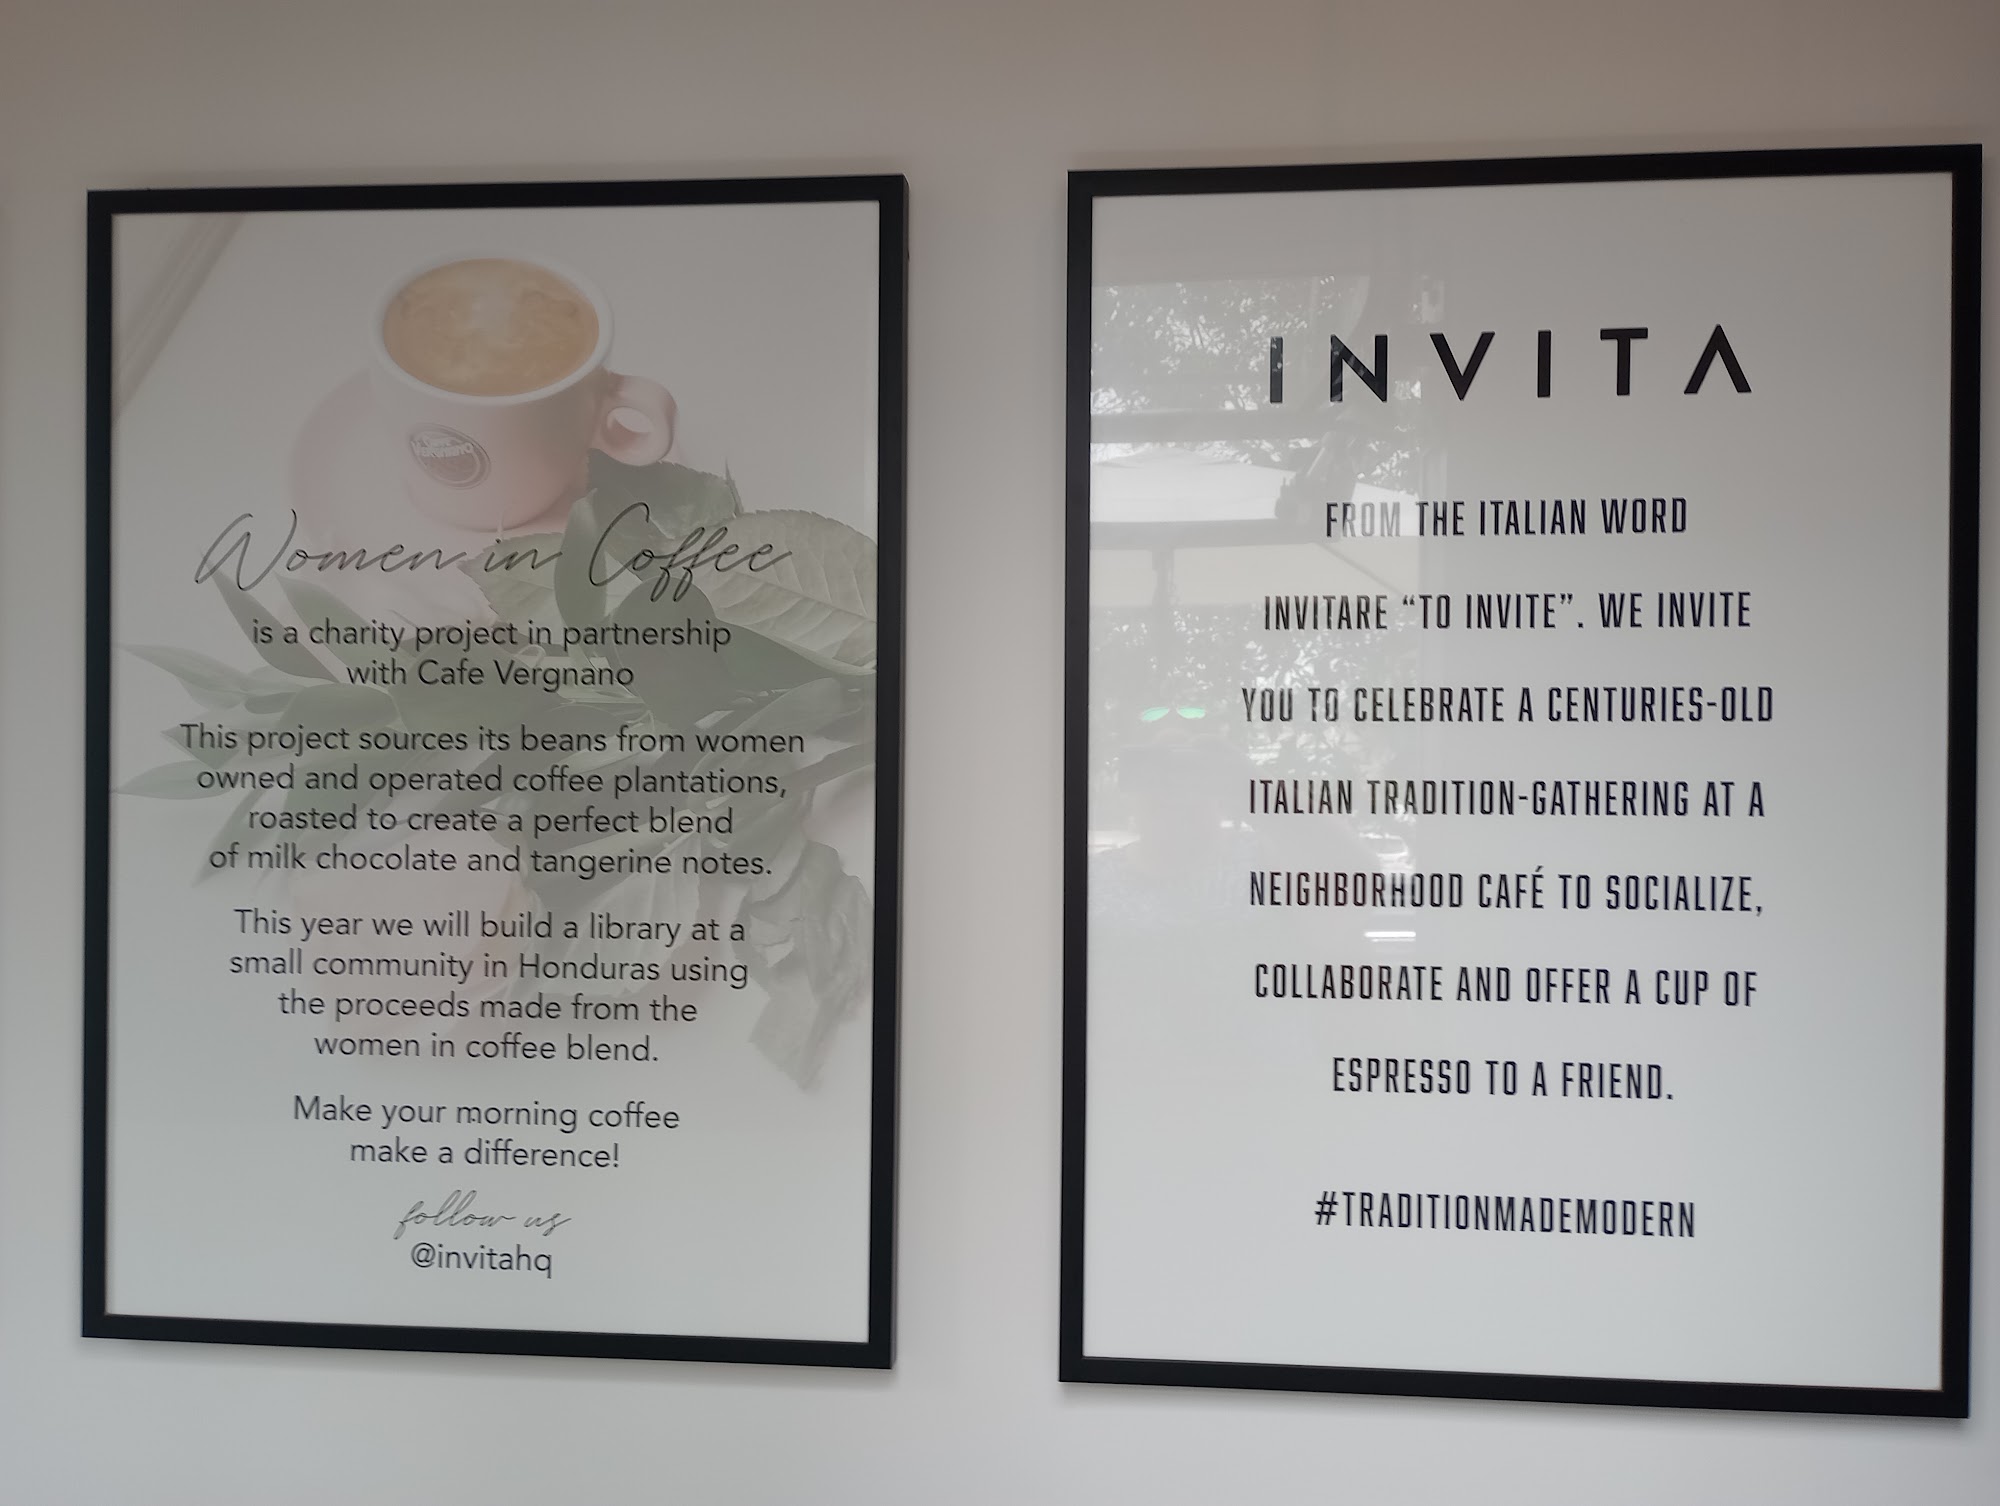 Women in Coffee
is a charity project in partnership
with Cafe Vergnano
This project sources its beans from women
owned and operated coffee plantations,
roasted to create a perfect blend
of milk chocolate and tangerine notes.
This year we will build a library at a
small community in Honduras using
the proceeds made from the
women in coffee blend.
Make your morning coffee
make a difference!
follow us
@invitahq
INVITA
FROM THE ITALIAN WORD
INVITARE “TO INVITE”. WE INVITE
YOU TO CELEBRATE A CENTURIES-OLD
ITALIAN TRADITION-GATHERING AT A
NEIGHBORHOOD CAFÉ TO SOCIALIZE,
COLLABORATE AND OFFER A CUP OF
ESPRESSO TO A FRIEND.
#TRADITIONMADEMODERN